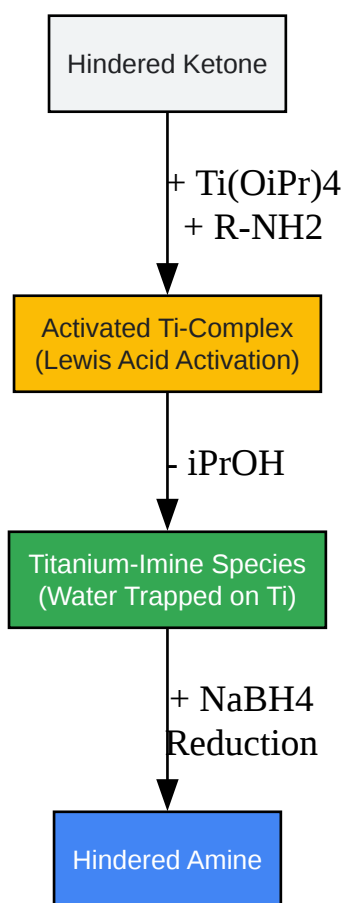 Hindered Ketone
+ Ti(OiPr)4
+ R-NH2
Activated Ti-Complex
(Lewis Acid Activation)
- iPrOH
Titanium-Imine Species
(Water Trapped on Ti)
+ NaBH4
Reduction
Hindered Amine